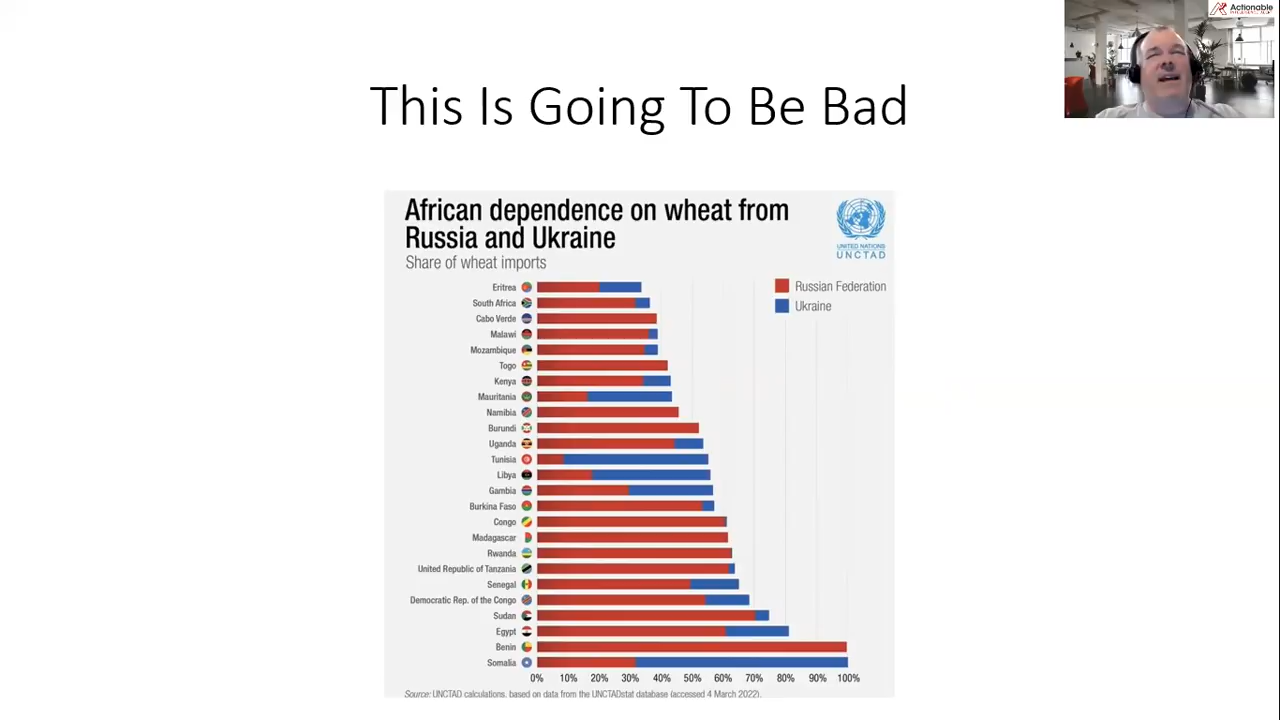 Actionable
This Is Going To Be Bad
African dependence on wheat from
Russia and Ukraine
Share of wheat imports
UNITED NATIONS
UNCTAD
Russian Federation
Ukraine
Eritrea
South Africa
Cabo Verde
Malawi
Mozambique
Togo
Kenya
Mauritania
Namibia
Burundi
Uganda
Tunisia
Libya
Gambia
Burkina Faso
Congo
Madagascar
Rwanda
United Republic of Tanzania
Senegal
Democratic Rep. of the Congo
Sudan
Egypt
Benin
Somalia
0% 10% 20% 30% 40% 50% 60% 70% 80% 90% 100%
Source: UNCTAD calculations, based on data from the UNCTADstat database (accessed 4 March 2022).